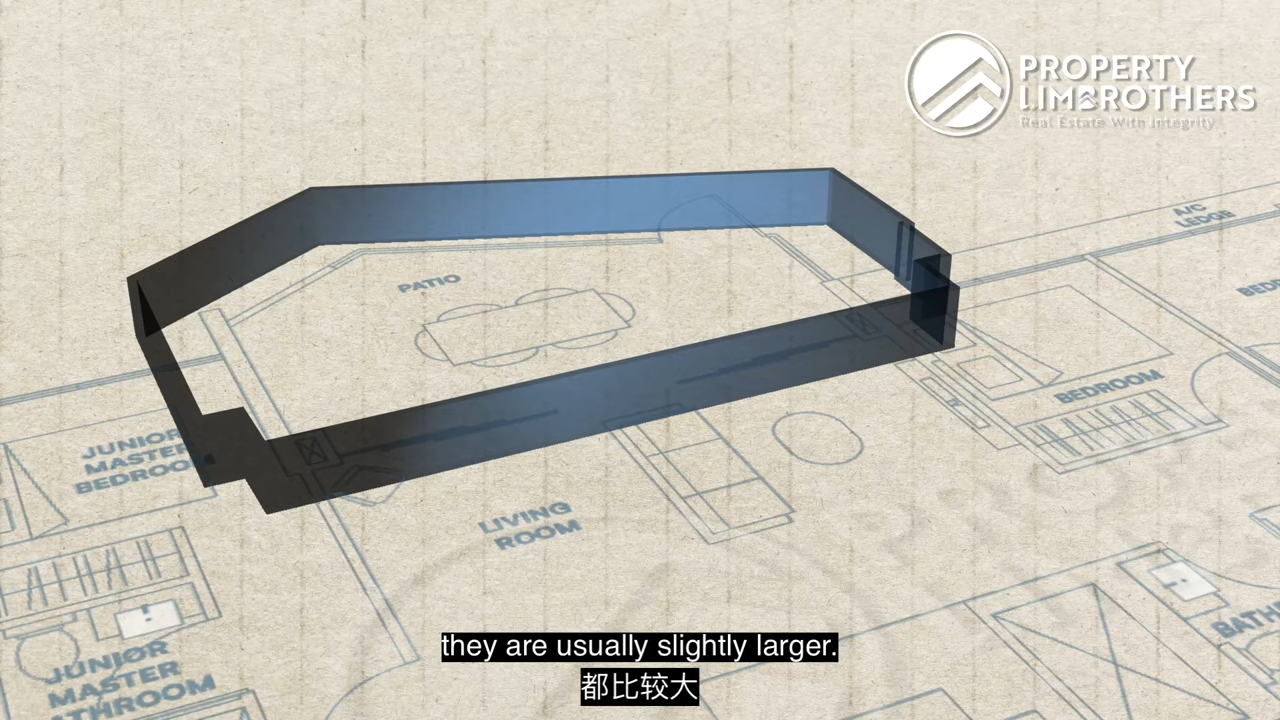 PROPERTY
LIMBROTHERS
Real Estate With Integrity
A/C
LEDGE
PATIO
BEDROOM
JUNIOR
MASTER
BEDROOM
LIVING
ROOM
JUNIOR
MASTER
they are usually slightly larger.
都比较大